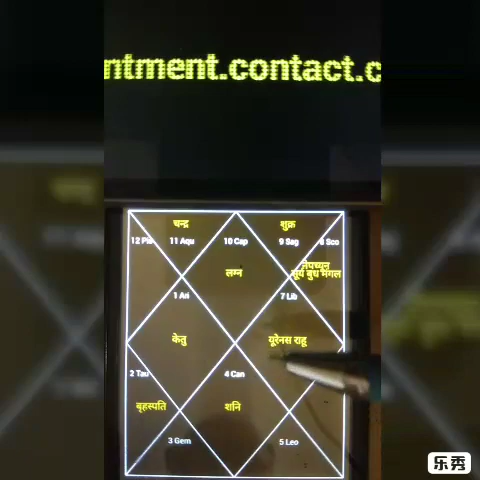 ntment.contact.c
चन्द्र
शुक्र
12 Pis
11 Aqu
10 Cap
9 Sag
8 Sco
लग्न
नेपच्यून
सूर्य बुध मंगल
1 Ari
7 Lib
केतु
यूरेनस राहू
2 Tau
4 Can
बृहस्पति
शनि
3 Gem
5 Leo
乐秀